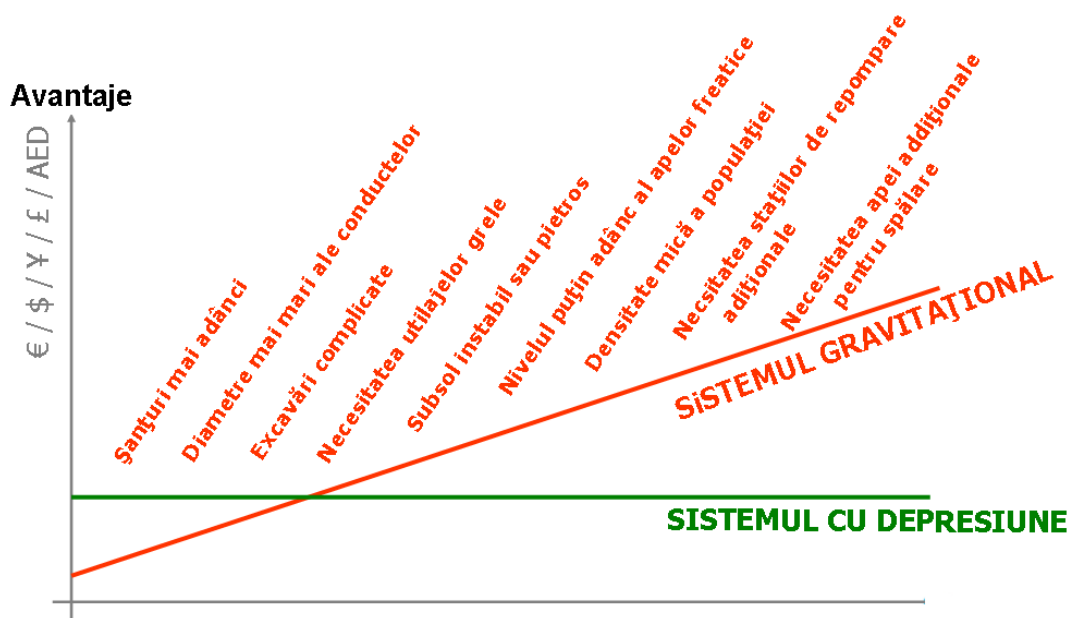 Avantaje
€ / $ / ¥ / £ / AED
Şanţuri mai adânci
Diametre mai mari ale conductelor
Excavări complicate
Necesitatea utilajelor grele
Subsol instabil sau pietros
Nivelul puţin adânc al apelor freatice
Densitate mică a populaţiei
Necsitatea staţiilor de repompare
adiţionale
Necesitatea apei addiţionale
pentru spălare
SiSTEMUL GRAVITAŢIONAL
SISTEMUL CU DEPRESIUNE